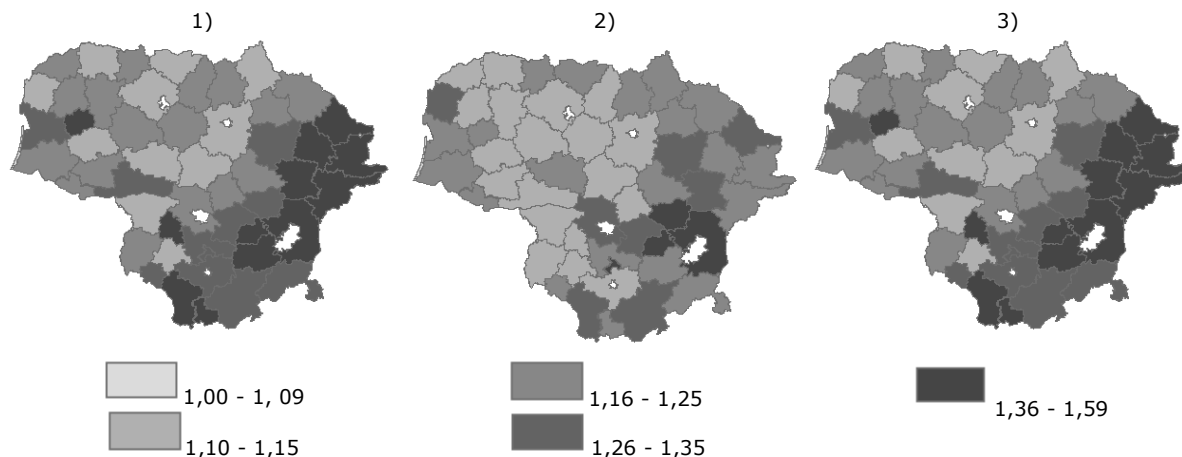 1)
2)
3)
1,00 - 1, 09
1,10 - 1,15
1,16 - 1,25
1,26 - 1,35
1,36 - 1,59